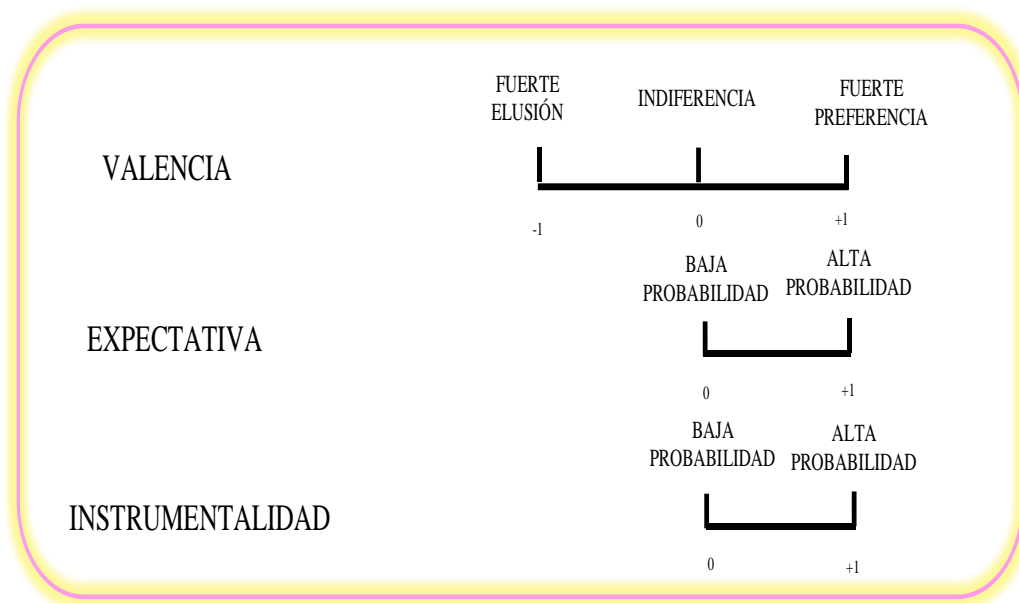 FUERTE
ELUSIÓN
INDIFERENCIA
FUERTE
PREFERENCIA
VALENCIA
-1
0
+1
BAJA
PROBABILIDAD
ALTA
PROBABILIDAD
EXPECTATIVA
0
+1
BAJA
PROBABILIDAD
ALTA
PROBABILIDAD
INSTRUMENTALIDAD
0
+1